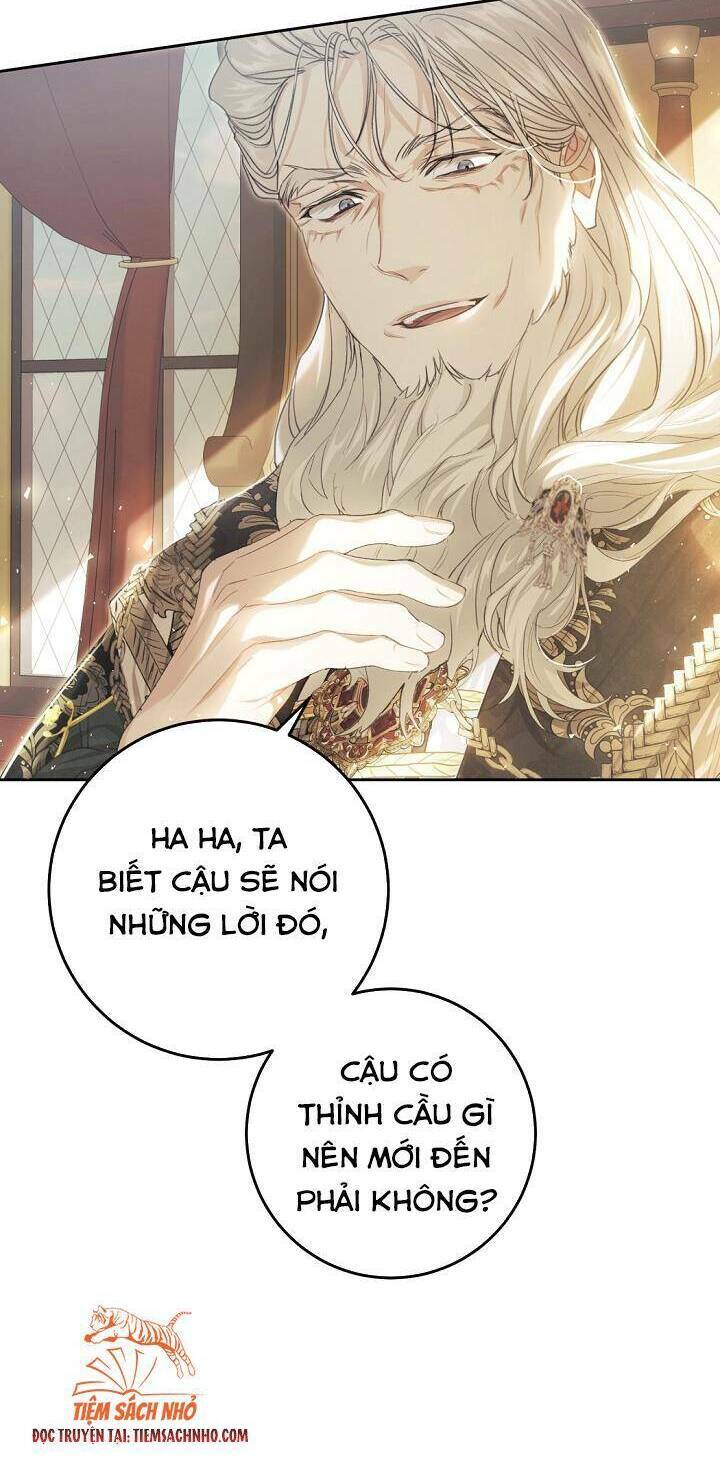 HA HA, TA
BIẾT CẬU SẼ NÓI
NHỮNG LỜI ĐÓ,
CẬU CÓ
THỈNH CẦU GÌ
NÊN MỚI ĐẾN
PHẢI KHÔNG?
TIỆM SÁCH NHỎ
ĐỌC TRUYỆN TẠI: TIEMSACHNHO.COM